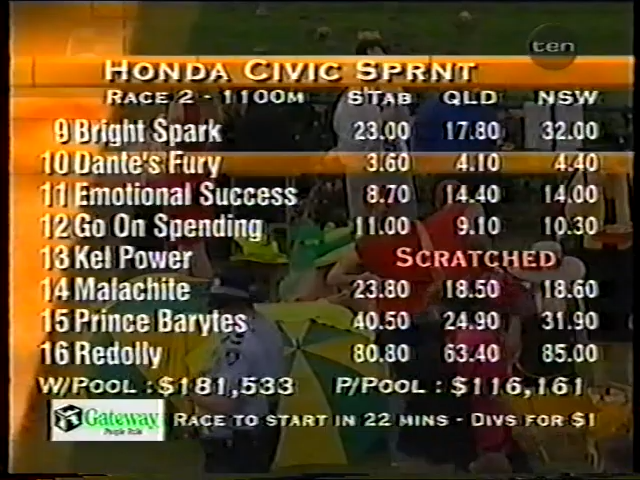 ten
HONDA CIVIC SPRNT
RACE 2 - 1100M STAB QLD NSW
9 Bright Spark 23.00 17.80 32.00
10 Dante's Fury 3.60 4.10 4.40
11 Emotional Success 8.70 14.40 14.00
12 Go On Spending 11.00 9.10 10.30
13 Kel Power SCRATCHED
14 Malachite 23.80 18.50 18.60
15 Prince Barytes 40.50 24.90 31.90
16 Redolly 80.80 63.40 85.00
W/POOL : $181,533 P/POOL : $116,161
Gateway
People Rule
RACE TO START IN 22 MINS - DIVS FOR $1